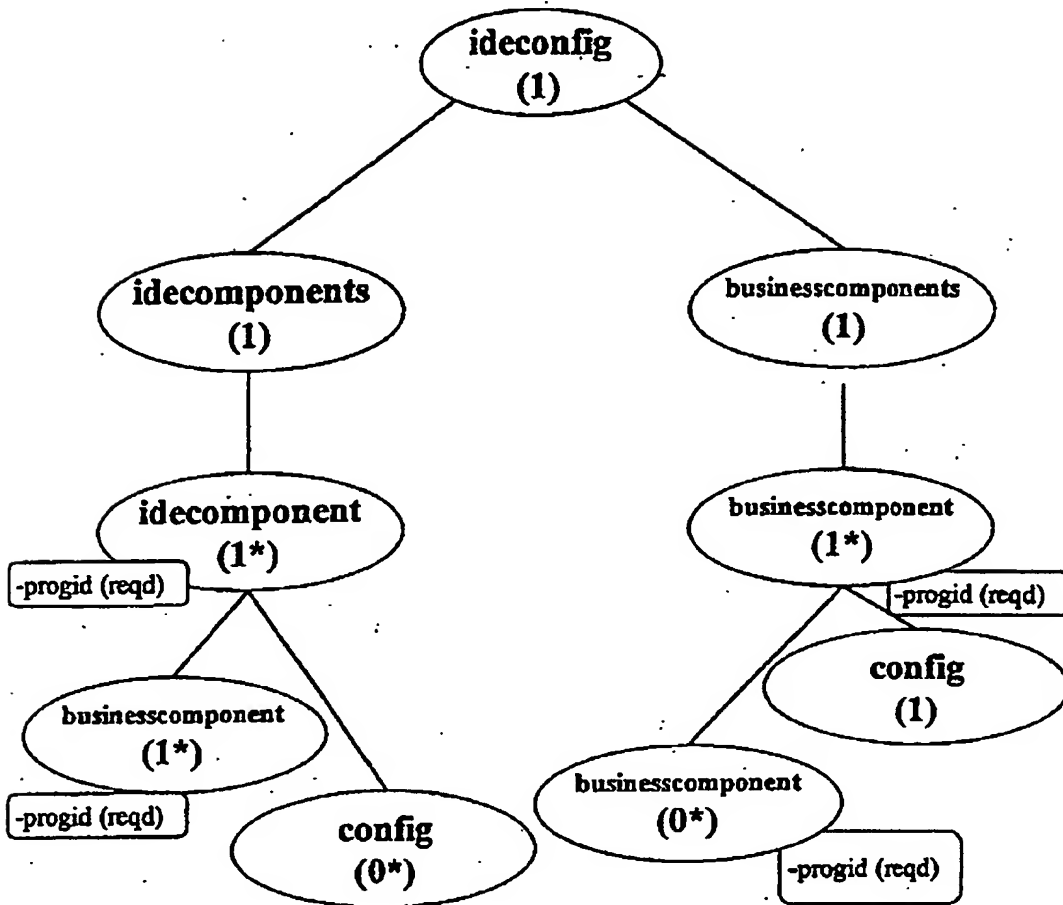 ideconfig
(1)
idecomponents
(1)
businesscomponents
(1)
idecomponent
(1*)
-progid (reqd)
businesscomponent
(1*)
-progid (reqd)
businesscomponent
(1*)
-progid (reqd)
config
(0*)
config
(1)
businesscomponent
(0*)
-progid (reqd)